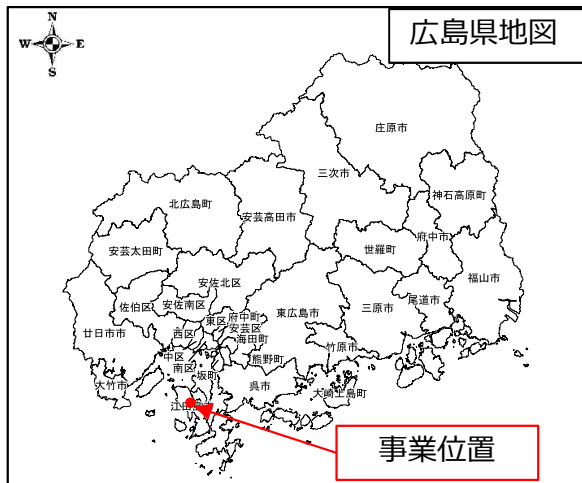 広島県地図
N
W
E
S
庄原市
三次市
神石高原町
北広島町
安芸高田市
府中市
世羅町
安芸太田町
福山市
安佐北区
尾道市
佐伯区
安佐南区
東広島市
三原市
東区
府中町
安芸区
廿日市市
西区
海田町
竹原市
中区
熊野町
南区
坂町
大竹市
呉市
大崎上島町
江田島市
事業位置